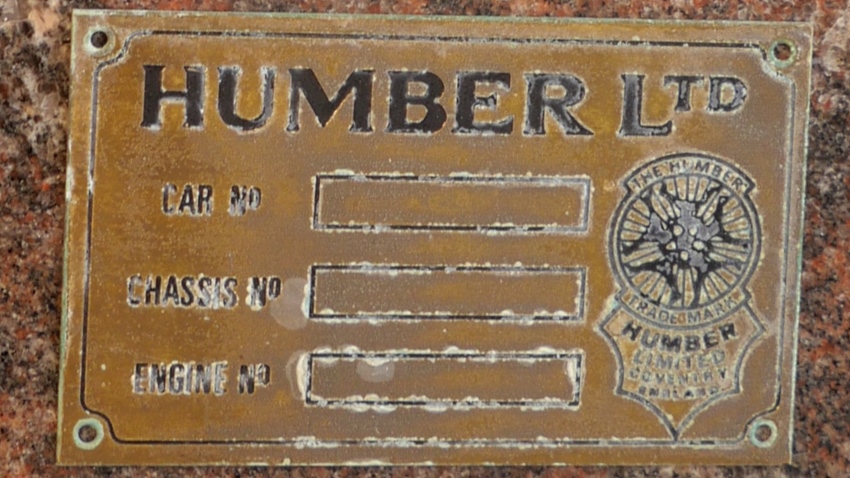 HUMBER LTD
CAR NO
CHASSIS NO
ENGINE NO
THE HUMBER
TRADE MARK
HUMBER
LIMITED
COVENTRY
ENGLAND